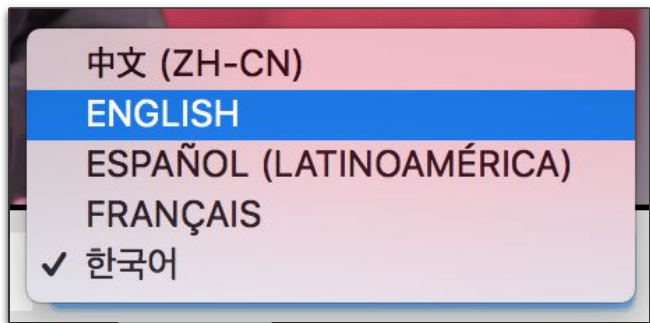 中文 (ZH-CN)
ENGLISH
ESPAÑOL (LATINOAMÉRICA)
FRANÇAIS
✓ 한국어